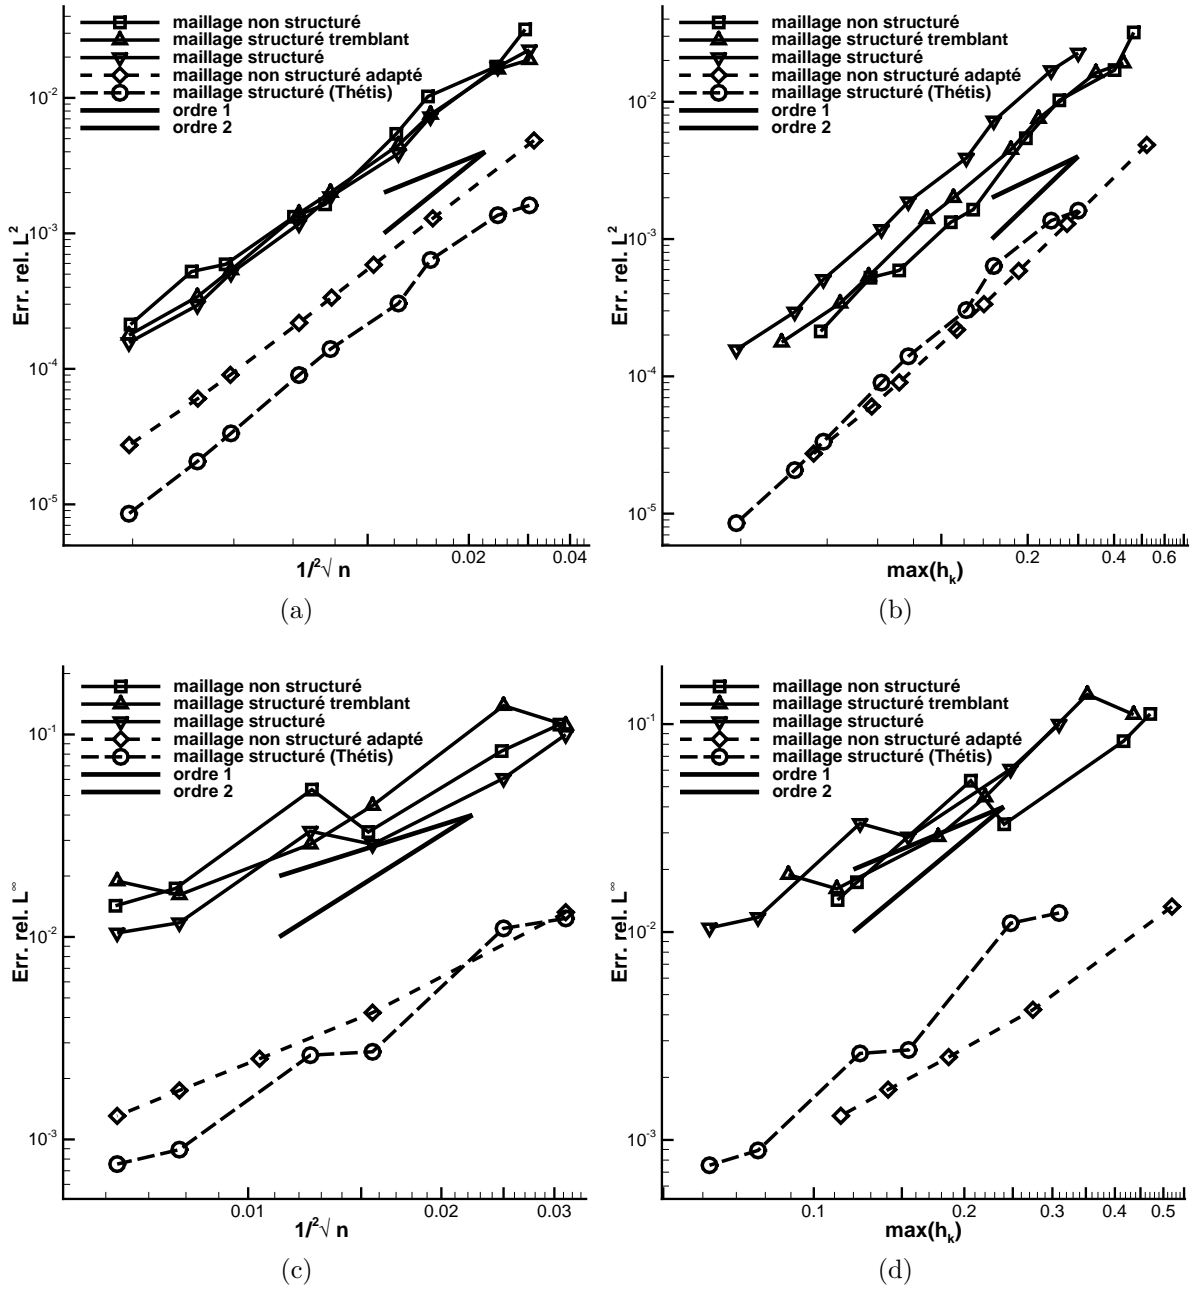 maillage non structuré
maillage structuré tremblant
maillage structuré
maillage non structuré adapté
maillage structuré (Thétis)
ordre 1
ordre 2
Err. rel. L²
10⁻²
10⁻³
10⁻⁴
10⁻⁵
0.02 0.04
1/²√ n
(a)
maillage non structuré
maillage structuré tremblant
maillage structuré
maillage non structuré adapté
maillage structuré (Thétis)
ordre 1
ordre 2
Err. rel. L²
10⁻²
10⁻³
10⁻⁴
10⁻⁵
0.2 0.4 0.6
max(hₖ)
(b)
maillage non structuré
maillage structuré tremblant
maillage structuré
maillage non structuré adapté
maillage structuré (Thétis)
ordre 1
ordre 2
Err. rel. L^∞
10⁻¹
10⁻²
10⁻³
0.01 0.02 0.03
1/²√ n
(c)
maillage non structuré
maillage structuré tremblant
maillage structuré
maillage non structuré adapté
maillage structuré (Thétis)
ordre 1
ordre 2
Err. rel. L^∞
10⁻¹
10⁻²
10⁻³
0.1 0.2 0.3 0.4 0.5
max(hₖ)
(d)